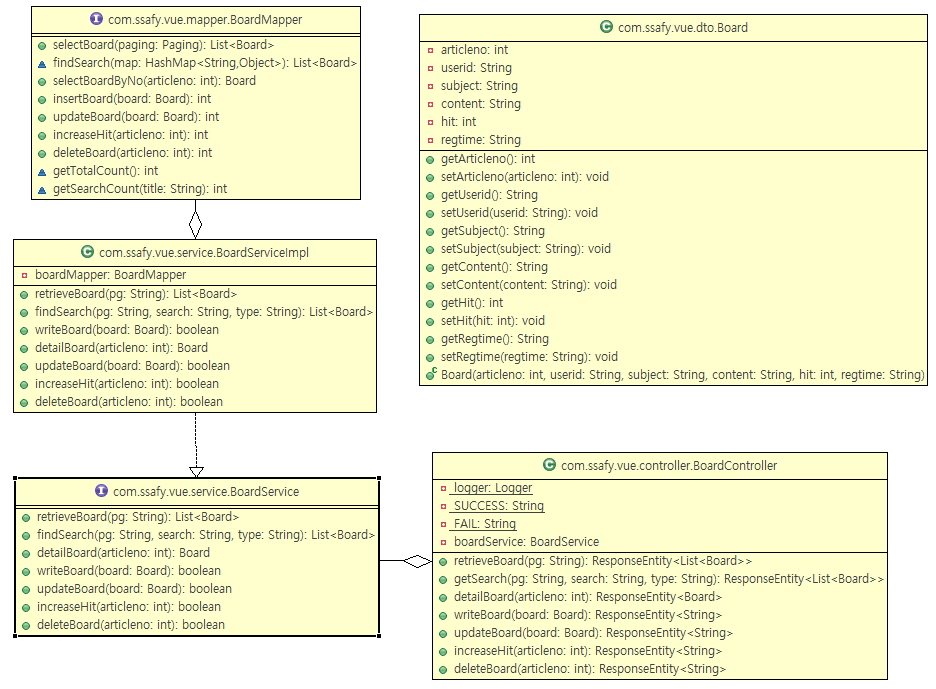 I com.ssafy.vue.mapper.BoardMapper
selectBoard(paging: Paging): List<Board>
findSearch(map: HashMap<String,Object>): List<Board>
selectBoardByNo(articleno: int): Board
insertBoard(board: Board): int
updateBoard(board: Board): int
increaseHit(articleno: int): int
deleteBoard(articleno: int): int
getTotalCount(): int
getSearchCount(title: String): int
C com.ssafy.vue.service.BoardServiceImpl
boardMapper: BoardMapper
retrieveBoard(pg: String): List<Board>
findSearch(pg: String, search: String, type: String): List<Board>
writeBoard(board: Board): boolean
detailBoard(articleno: int): Board
updateBoard(board: Board): boolean
increaseHit(articleno: int): boolean
deleteBoard(articleno: int): boolean
I com.ssafy.vue.service.BoardService
retrieveBoard(pg: String): List<Board>
findSearch(pg: String, search: String, type: String): List<Board>
detailBoard(articleno: int): Board
writeBoard(board: Board): boolean
updateBoard(board: Board): boolean
increaseHit(articleno: int): boolean
deleteBoard(articleno: int): boolean
C com.ssafy.vue.dto.Board
articleno: int
userid: String
subject: String
content: String
hit: int
regtime: String
getArticleno(): int
setArticleno(articleno: int): void
getUserid(): String
setUserid(userid: String): void
getSubject(): String
setSubject(subject: String): void
getContent(): String
setContent(content: String): void
getHit(): int
setHit(hit: int): void
getRegtime(): String
setRegtime(regtime: String): void
C Board(articleno: int, userid: String, subject: String, content: String, hit: int, regtime: String)
C com.ssafy.vue.controller.BoardController
logger: Logger
SUCCESS: String
FAIL: String
boardService: BoardService
retrieveBoard(pg: String): ResponseEntity<List<Board>>
getSearch(pg: String, search: String, type: String): ResponseEntity<List<Board>>
detailBoard(articleno: int): ResponseEntity<Board>
writeBoard(board: Board): ResponseEntity<String>
updateBoard(board: Board): ResponseEntity<String>
increaseHit(articleno: int): ResponseEntity<String>
deleteBoard(articleno: int): ResponseEntity<String>